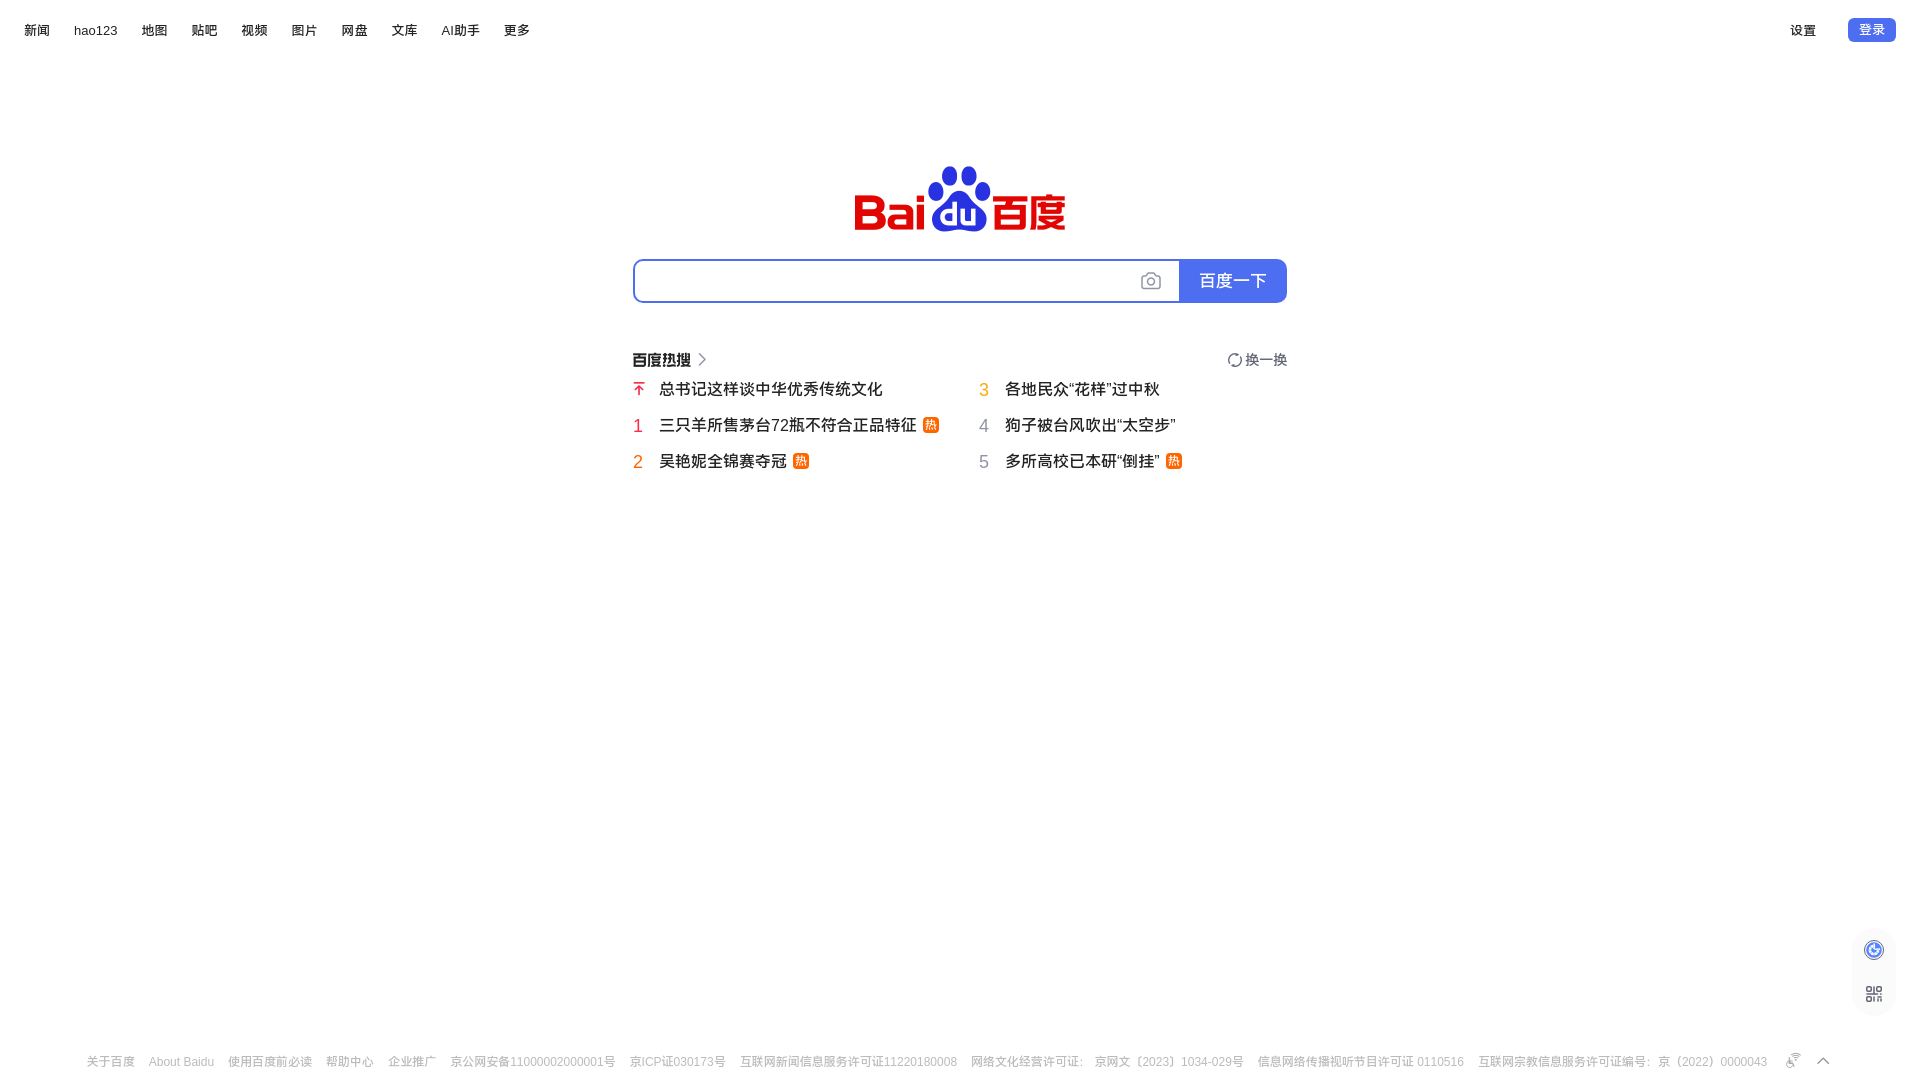 新闻 hao123 地图 贴吧 视频 图片 网盘 文库 AI助手 更多 设置 登录
Bai du 百度
百度一下
百度热搜 换一换
总书记这样谈中华优秀传统文化
1 三只羊所售茅台72瓶不符合正品特征 热
2 吴艳妮全锦赛夺冠 热
3 各地民众“花样”过中秋
4 狗子被台风吹出“太空步”
5 多所高校已本研“倒挂” 热
关于百度 About Baidu 使用百度前必读 帮助中心 企业推广 京公网安备11000002000001号 京ICP证030173号 互联网新闻信息服务许可证11220180008 网络文化经营许可证： 京网文〔2023〕1034-029号 信息网络传播视听节目许可证 0110516 互联网宗教信息服务许可证编号：京（2022）0000043